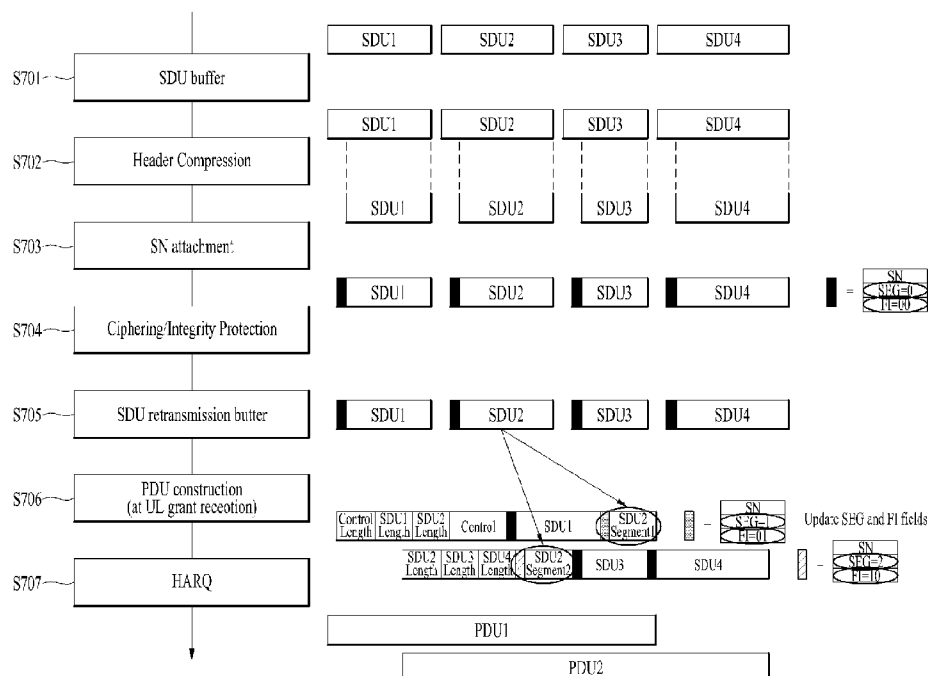 SDU1 SDU2 SDU3 SDU4
S701 SDU buffer
SDU1 SDU2 SDU3 SDU4
S702 Header Compression
SDU1 SDU2 SDU3 SDU4
S703 SN attachment
SDU1 SDU2 SDU3 SDU4 = SN
SEG=0
FI=00
S704 Ciphering/Integrity Protection
S705 SDU retransmission butter SDU1 SDU2 SDU3 SDU4
S706 PDU construction
(at UL grant receotion)
Control Length SDU1 Length SDU2 Length Control SDU1 SDU2 Segment1 = SN
SEG=
FI=01
Update SEG and FI fields
SDU2 Length SDU3 Length SDU4 Length SDU2 Segment2 SDU3 SDU4 = SN
SEG=2
FI=10
S707 HARQ
PDU1
PDU2